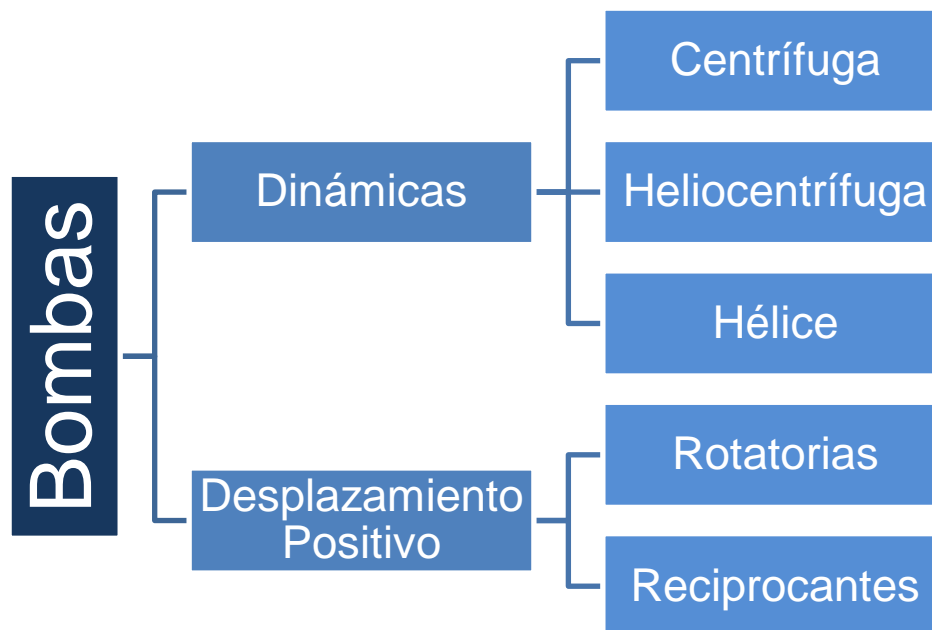 Bombas
Dinámicas
Centrífuga
Heliocentrífuga
Hélice
Desplazamiento
Positivo
Rotatorias
Reciprocantes